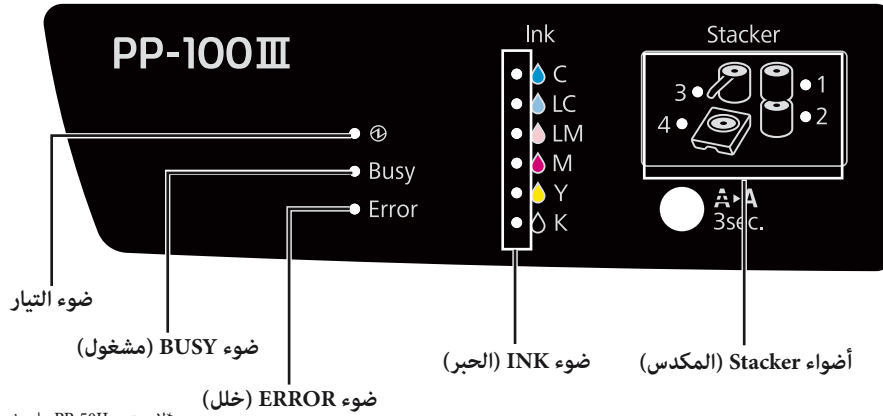 PP-100III
Ink
Stacker
C
LC
LM
M
Y
K
3
1
4
2
Busy
Error
A▸A
3sec.
ضوء التيار
ضوء BUSY (مشغول)
ضوء ERROR (خلل)
ضوء INK (الحبر)
أضواء Stacker (المكدس)